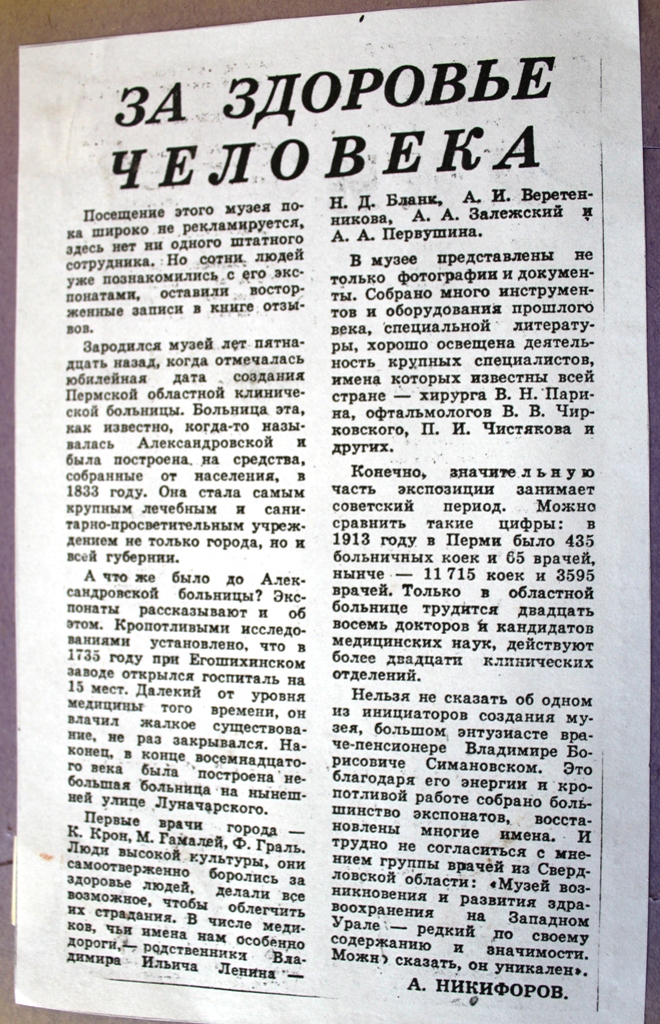 ЗА ЗДОРОВЬЕ
ЧЕЛОВЕКА
Посещение этого музея по-
ка широко не рекламируется,
здесь нет ни одного штатного
сотрудника. Но сотни людей
уже познакомились с его экс-
понатами, оставили востор-
женные записи в книге отзы-
вов.
Зародился музей лет пятна-
дцать назад, когда отмечалась
юбилейная дата создания
Пермской областной клиниче-
ской больницы. Больница эта,
как известно, когда-то назы-
валась Александровской и
была построена на средства,
собранные от населения, в
1833 году. Она стала самым
крупным лечебным и сани-
тарно-просветительным учреж-
дением не только города, но и
всей губернии.
А что же было до Алек-
сандровской больницы? Экс-
понаты рассказывают и об
этом. Кропотливыми исследо-
ваниями установлено, что в
1735 году при Егошихинском
заводе открылся госпиталь на
15 мест. Далекий от уровня
медицины того времени, он
влачил жалкое существова-
ние, не раз закрывался. На-
конец, в конце восемнадцато-
го века была построена не-
большая больница на нынеш-
ней улице Луначарского.
Первые врачи города —
К. Крон, М. Гамалей, Ф. Граль.
Люди высокой культуры, они
самоотверженно боролись за
здоровье людей, делали все
возможное, чтобы облегчить
их страдания. В числе меди-
ков, чьи имена нам особенно
дороги,— родственники Вла-
димира Ильича Ленина —
Н. Д. Бланк, А. И. Веретен-
никова, А. А. Залежский и
А. А. Первушина.
В музее представлены не
только фотографии и докумен-
ты. Собрано много инструмен-
тов и оборудования прошлого
века, специальной литерату-
ры, хорошо освещена деятель-
ность крупных специалистов,
имена которых известны всей
стране — хирурга В. Н. Пари-
на, офтальмологов В. В. Чир-
ковского, П. И. Чистякова и
других.
Конечно, значительную
часть экспозиции занимает
советский период. Можно
сравнить такие цифры: в
1913 году в Перми было 435
больничных коек и 65 врачей,
нынче — 11 715 коек и 3595
врачей. Только в областной
больнице трудится двадцать
восемь докторов и кандидатов
медицинских наук, действуют
более двадцати клинических
отделений.
Нельзя не сказать об одном
из инициаторов создания му-
зея, большом энтузиасте вра-
че-пенсионере Владимире Бо-
рисовиче Симановском. Это
благодаря его энергии и кро-
потливой работе собрано боль-
шинство экспонатов, восста-
новлены многие имена. И
трудно не согласиться с мне-
нием группы врачей из Сверд-
ловской области: «Музей воз-
никновения и развития здра-
воохранения на Западном
Урале — редкий по своему
содержанию и значимости.
Можно сказать, он уникален».
А. НИКИФОРОВ.